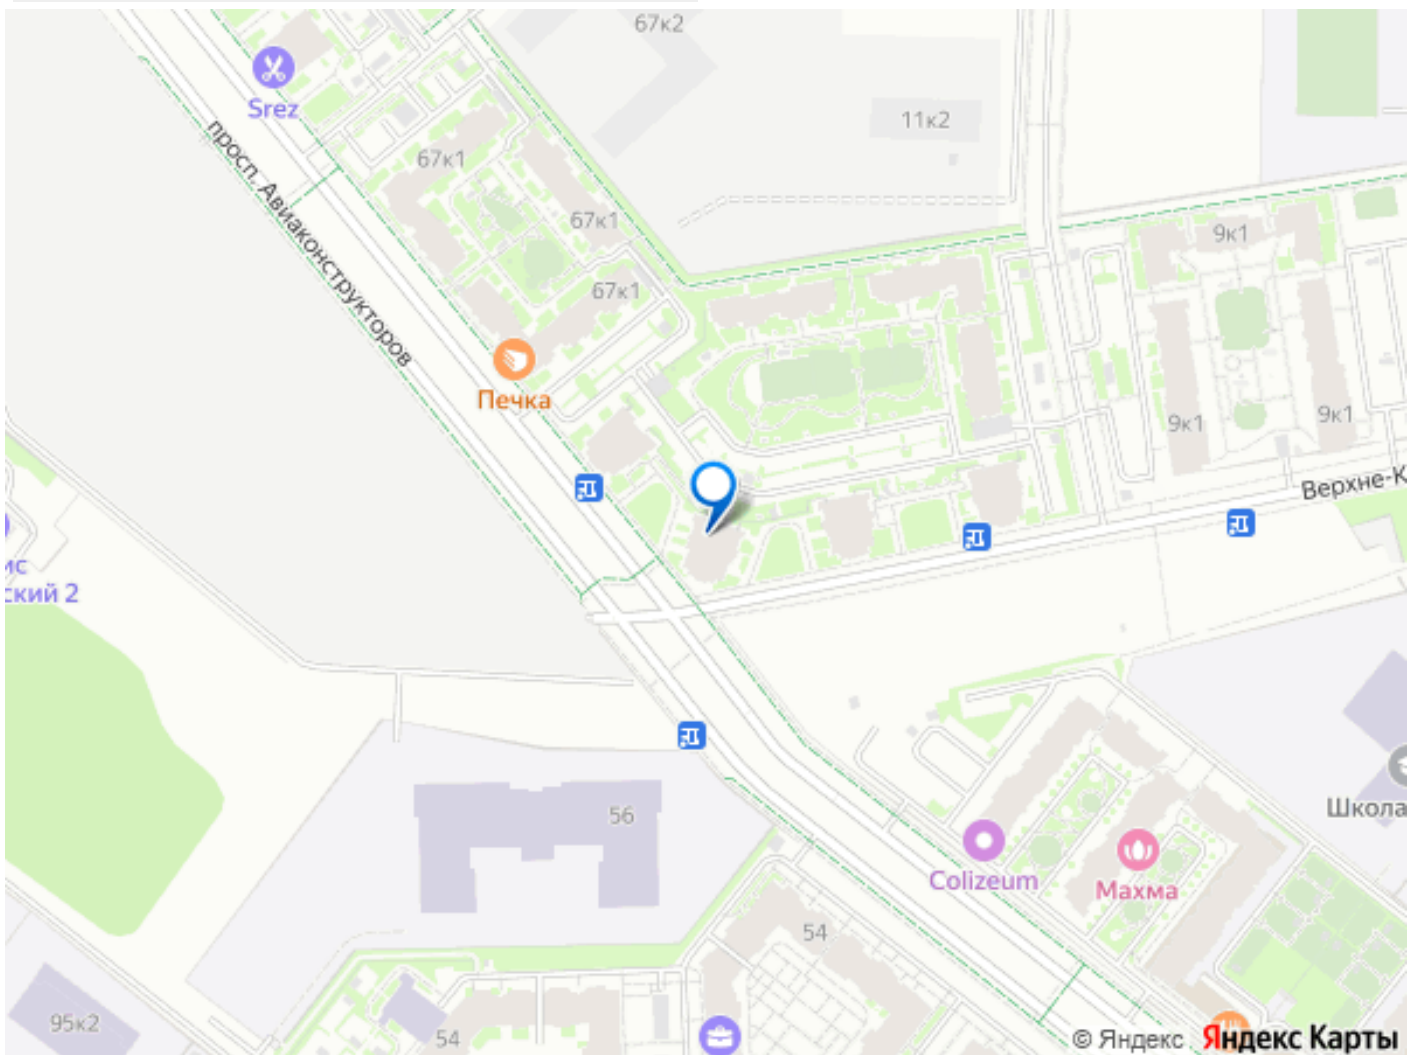 67к2
Srez
11к2
просп. Авиаконструкторов
67к1
67к1
9к1
67к1
Печка
9к1
9к1
Верхне-К
ис
ский 2
56
Школа
Colizeum
Махма
54
95к2
54
© Яндекс Яндекс Карты